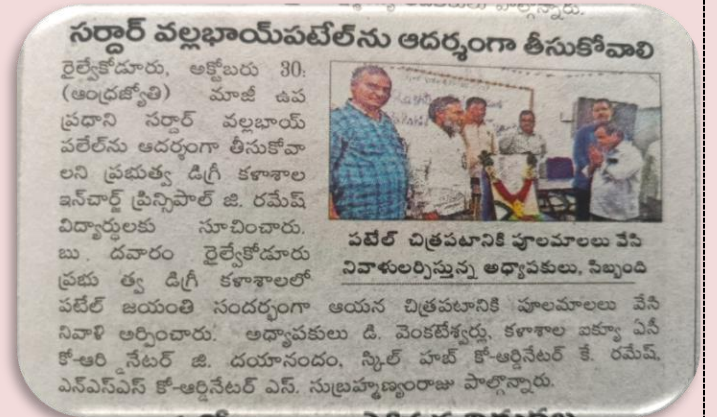 పాల్గొన్నారు.
సర్దార్ వల్లభాయ్‌పటేల్‌ను ఆదర్శంగా తీసుకోవాలి
రైల్వేకోడూరు, అక్టోబరు 30:
(ఆంధ్రజ్యోతి) మాజీ ఉప
ప్రధాని సర్దార్ వల్లభాయ్
పటేల్‌ను ఆదర్శంగా తీసుకోవా
లని ప్రభుత్వ డిగ్రీ కళాశాల
ఇన్‌చార్జ్ ప్రిన్సిపాల్ జి. రమేష్
విద్యార్థులకు సూచించారు.
బు దవారం రైల్వేకోడూరు
ప్రభు త్వ డిగ్రీ కళాశాలలో
పటేల్ జయంతి సందర్భంగా ఆయన చిత్రపటానికి పూలమాలలు వేసి
నివాళి అర్పించారు. అధ్యాపకులు డి. వెంకటేశ్వర్లు, కళాశాల ఐక్యూ ఏసీ
కో-ఆర్డినేటర్ జి. దయానందం, స్కిల్ హబ్ కో-ఆర్డినేటర్ కే. రమేష్,
ఎన్ఎస్ఎస్ కో-ఆర్డినేటర్ ఎస్. సుబ్రహ్మణ్యంరాజు పాల్గొన్నారు.
పటేల్ చిత్రపటానికి పూలమాలలు వేసి
నివాళులర్పిస్తున్న అధ్యాపకులు, సిబ్బంది